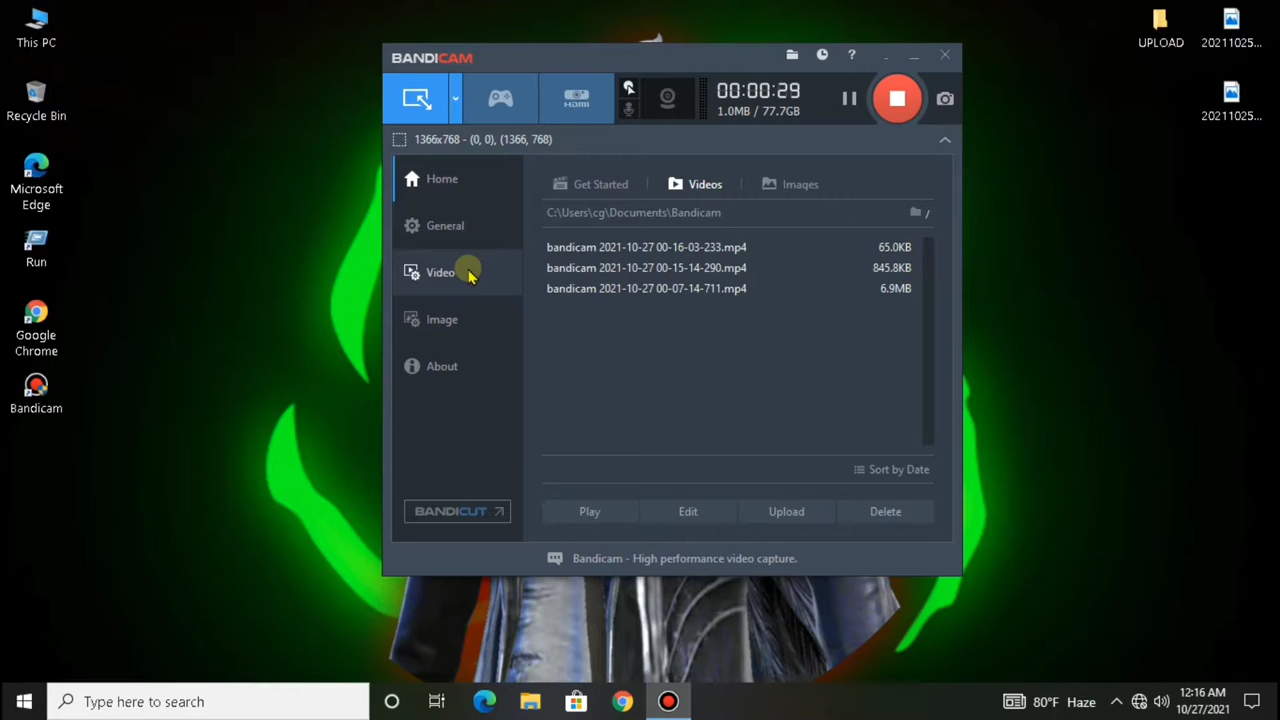 This PC
Recycle Bin
Microsoft
Edge
Run
Google
Chrome
Bandicam
UPLOAD
20211025...
20211025...
BANDICAM
?
HDMI
00:00:29
1.0MB / 77.7GB
1366x768 - (0, 0), (1366, 768)
Home
General
Video
Image
About
BANDICUT
Get Started
Videos
Images
C:\Users\cg\Documents\Bandicam
/
bandicam 2021-10-27 00-16-03-233.mp4 65.0KB
bandicam 2021-10-27 00-15-14-290.mp4 845.8KB
bandicam 2021-10-27 00-07-14-711.mp4 6.9MB
Sort by Date
Play Edit Upload Delete
Bandicam - High performance video capture.
Type here to search
80°F Haze
12:16 AM
10/27/2021